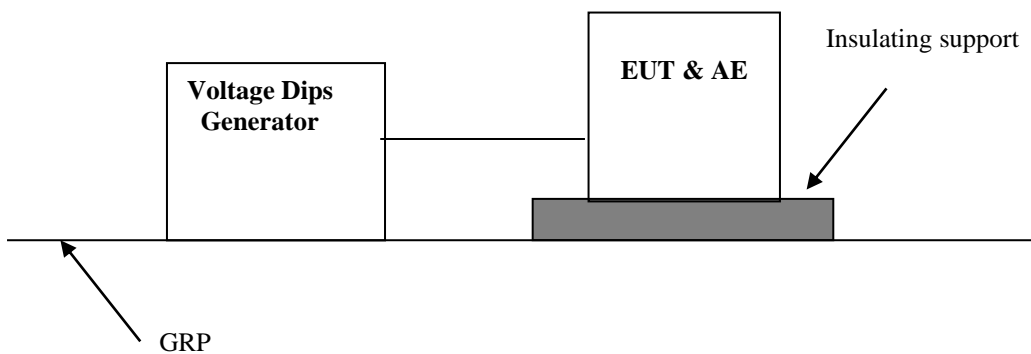 Insulating support
EUT & AE
Voltage Dips
Generator
GRP